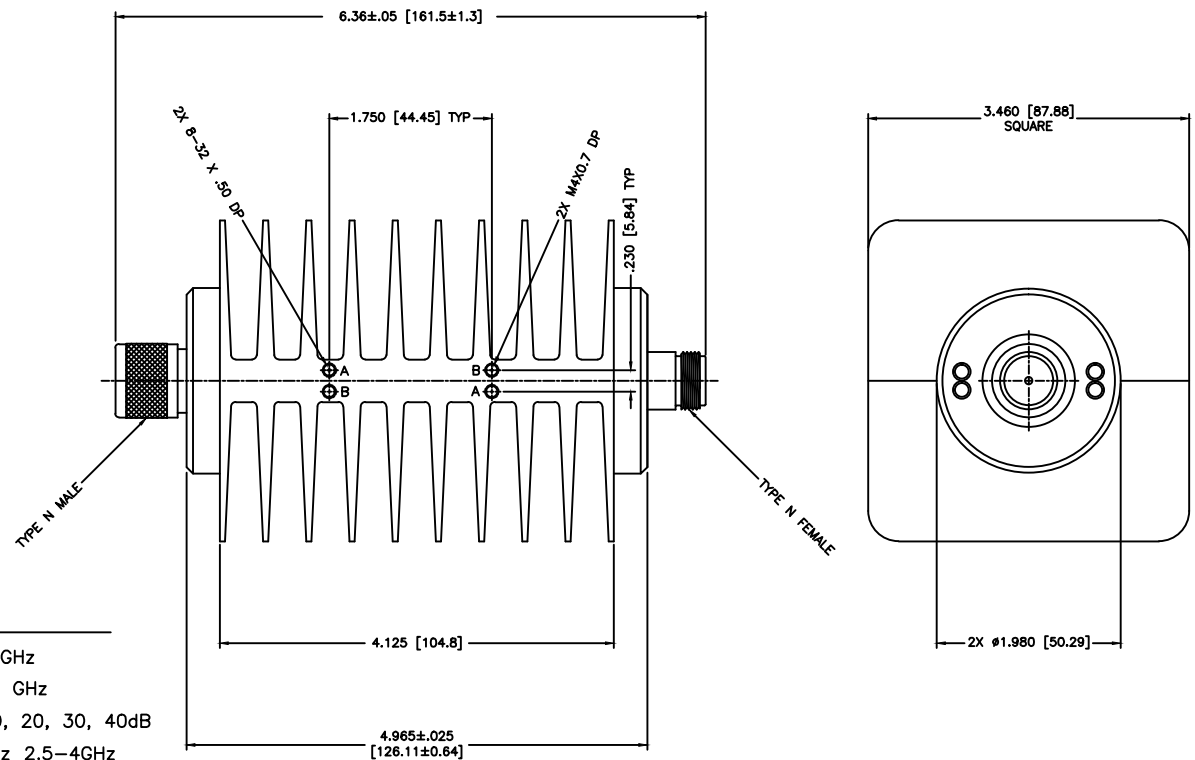 6.36±.05 [161.5±1.3]
2X 8-32 X .50 DP
1.750 [44.45] TYP
2X M4X0.7 DP
.230 [5.84] TYP
3.460 [87.88]
SQUARE
A
B
B
A
TYPE N MALE
TYPE N FEMALE
4.125 [104.8]
2X ø1.980 [50.29]
GHz
GHz
, 20, 30, 40dB
z 2.5-4GHz
4.965±.025
[126.11±0.64]